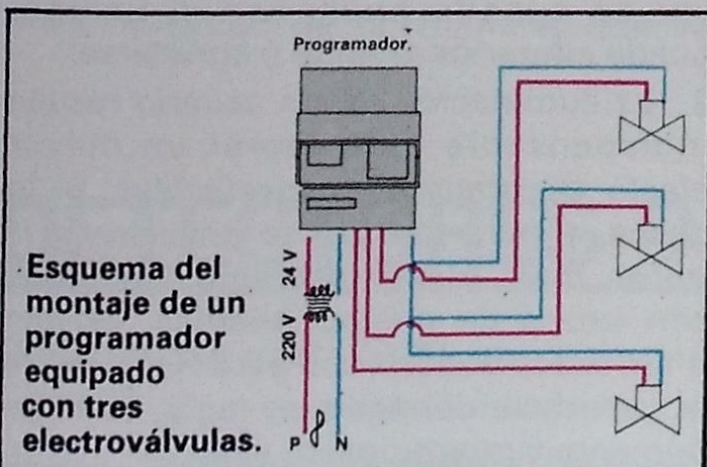 Programador.
24 V
220 V
P
N
Esquema del
montaje de un
programador
equipado
con tres
electroválvulas.